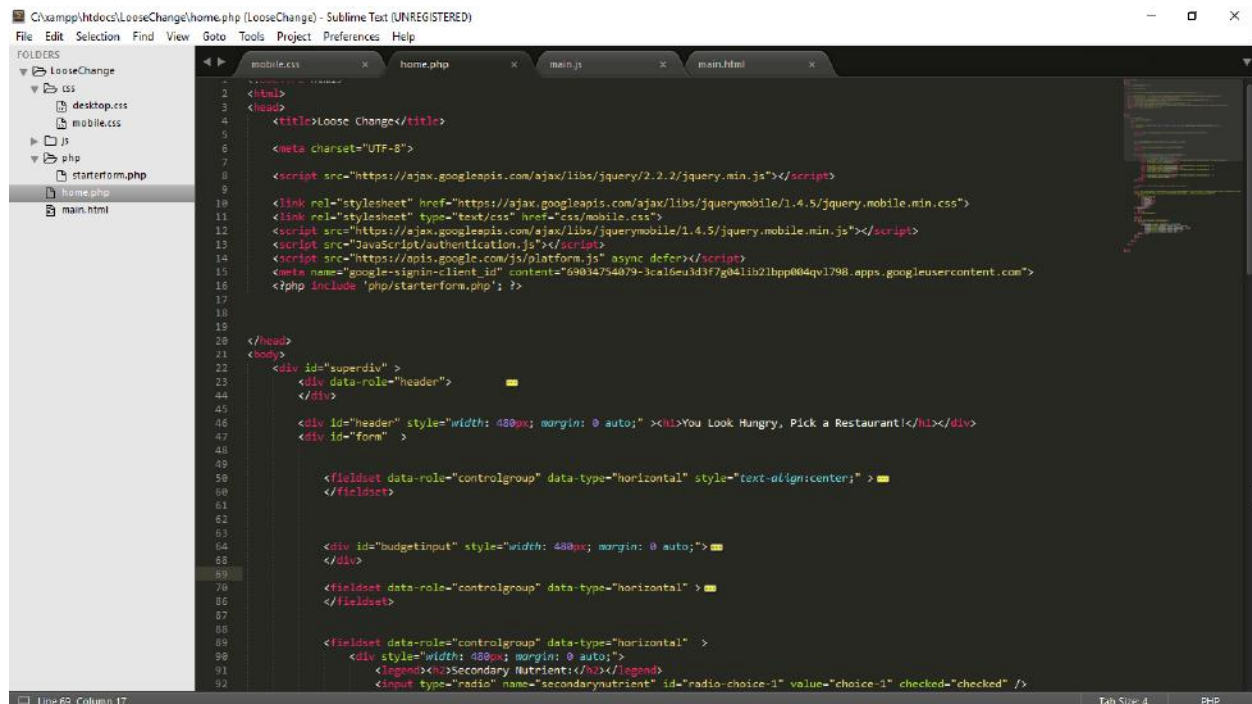 C:\xampp\htdocs\LooseChange\home.php (LooseChange) - Sublime Text (UNREGISTERED)
File Edit Selection Find View Goto Tools Project Preferences Help
FOLDERS
LooseChange
css
desktop.css
mobile.css
js
php
starterform.php
home.php
main.html
mobile.css home.php main.js main.html
2 <html>
3 <head>
4 <title>Loose Change</title>
5
6 <meta charset="UTF-8">
7
8 <script src="https://ajax.googleapis.com/ajax/libs/jquery/2.2.2/jquery.min.js"></script>
9
10 <link rel="stylesheet" href="https://ajax.googleapis.com/ajax/libs/jquerymobile/1.4.5/jquery.mobile.min.css">
11 <link rel="stylesheet" type="text/css" href="css/mobile.css">
12 <script src="https://ajax.googleapis.com/ajax/libs/jquerymobile/1.4.5/jquery.mobile.min.js"></script>
13 <script src="JavaScript/authentication.js"></script>
14 <script src="https://apis.google.com/js/platform.js" async defer></script>
15 <meta name="google-signin-client_id" content="69034754079-3cal6eu3d3f7g04lib2lbpp004qvl798.apps.googleusercontent.com">
16 <?php include 'php/starterform.php'; ?>
17
18
19
20 </head>
21 <body>
22 <div id="superdiv" >
23 <div data-role="header">
44 </div>
45
46 <div id="header" style="width: 480px; margin: 0 auto;" ><h1>You Look Hungry, Pick a Restaurant!</h1></div>
47 <div id="form" >
48
49
50 <fieldset data-role="controlgroup" data-type="horizontal" style="text-align:center;" >
60 </fieldset>
61
62
63
64 <div id="budgetinput" style="width: 480px; margin: 0 auto;">
68 </div>
69
70 <fieldset data-role="controlgroup" data-type="horizontal" >
86 </fieldset>
87
88
89 <fieldset data-role="controlgroup" data-type="horizontal" >
90 <div style="width: 480px; margin: 0 auto;">
91 <legend><h2>Secondary Nutrient:</h2></legend>
92 <input type="radio" name="secondarynutrient" id="radio-choice-1" value="choice-1" checked="checked" />
Line 69, Column 17 Tab Size: 4 PHP